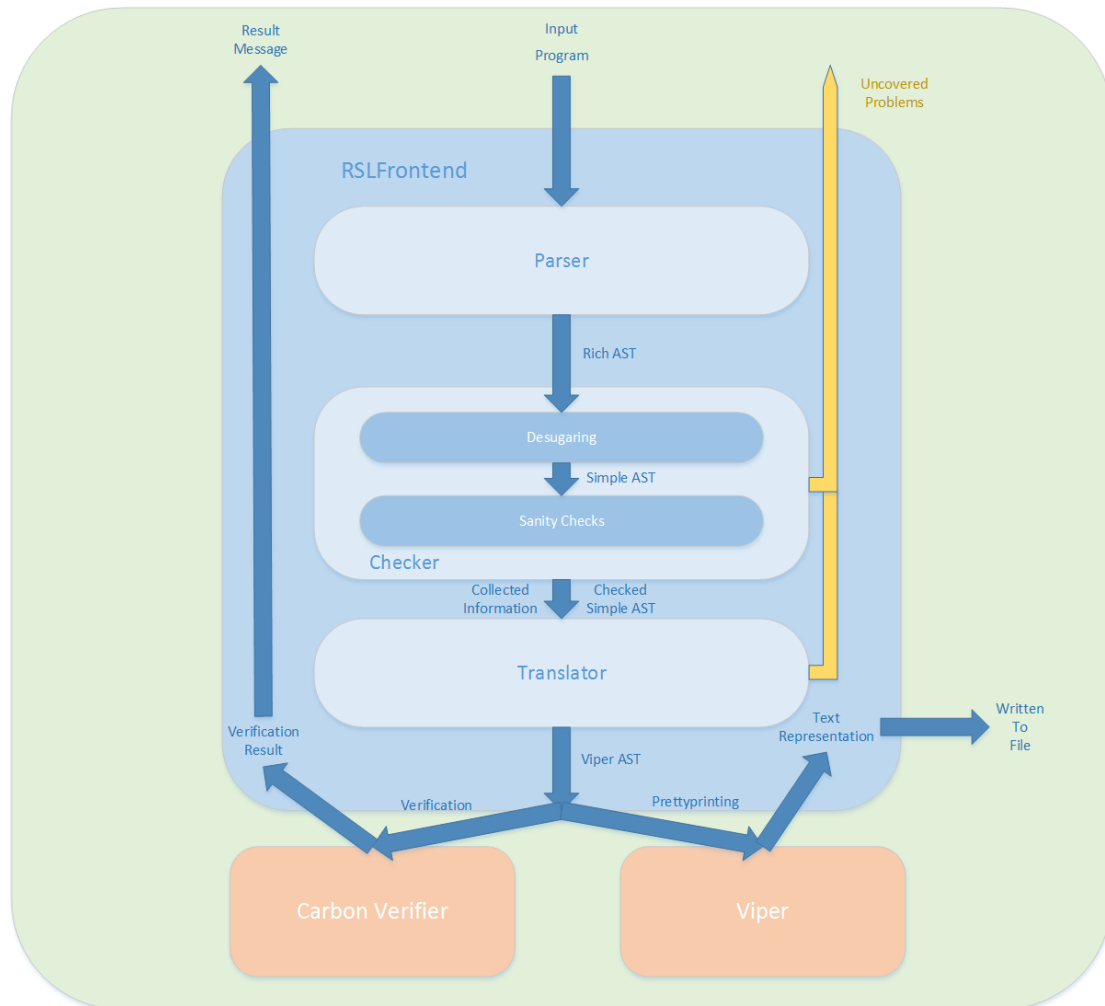 Result
Message
Input
Program
Uncovered
Problems
RSLFrontend
Parser
Rich AST
Desugaring
Simple AST
Sanity Checks
Checker
Collected
Information
Checked
Simple AST
Translator
Verification
Result
Text
Representation
Written
To
File
Viper AST
Verification
Prettyprinting
Carbon Verifier
Viper